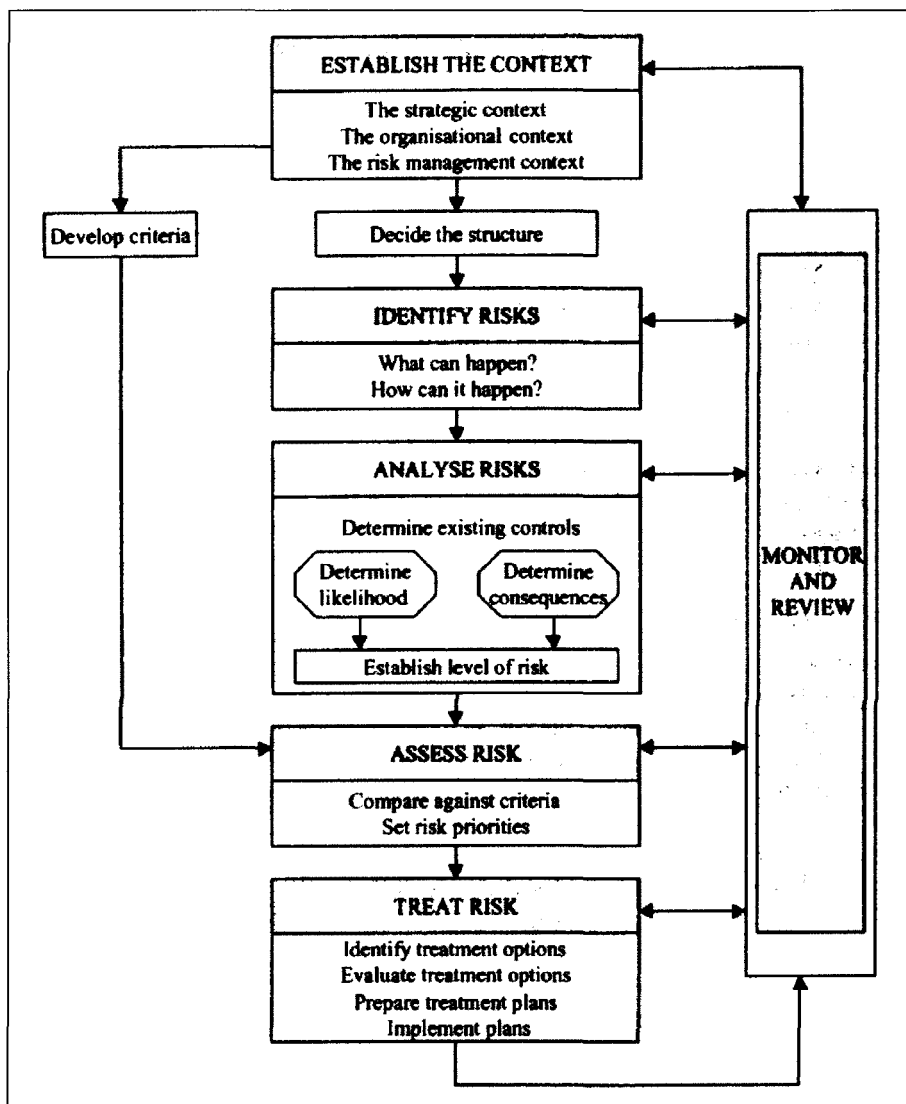 ESTABLISH THE CONTEXT
The strategic context
The organisational context
The risk management context
Develop criteria
Decide the structure
IDENTIFY RISKS
What can happen?
How can it happen?
ANALYSE RISKS
Determine existing controls
Determine
likelihood
Determine
consequences
Establish level of risk
MONITOR
AND
REVIEW
ASSESS RISK
Compare against criteria
Set risk priorities
TREAT RISK
Identify treatment options
Evaluate treatment options
Prepare treatment plans
Implement plans